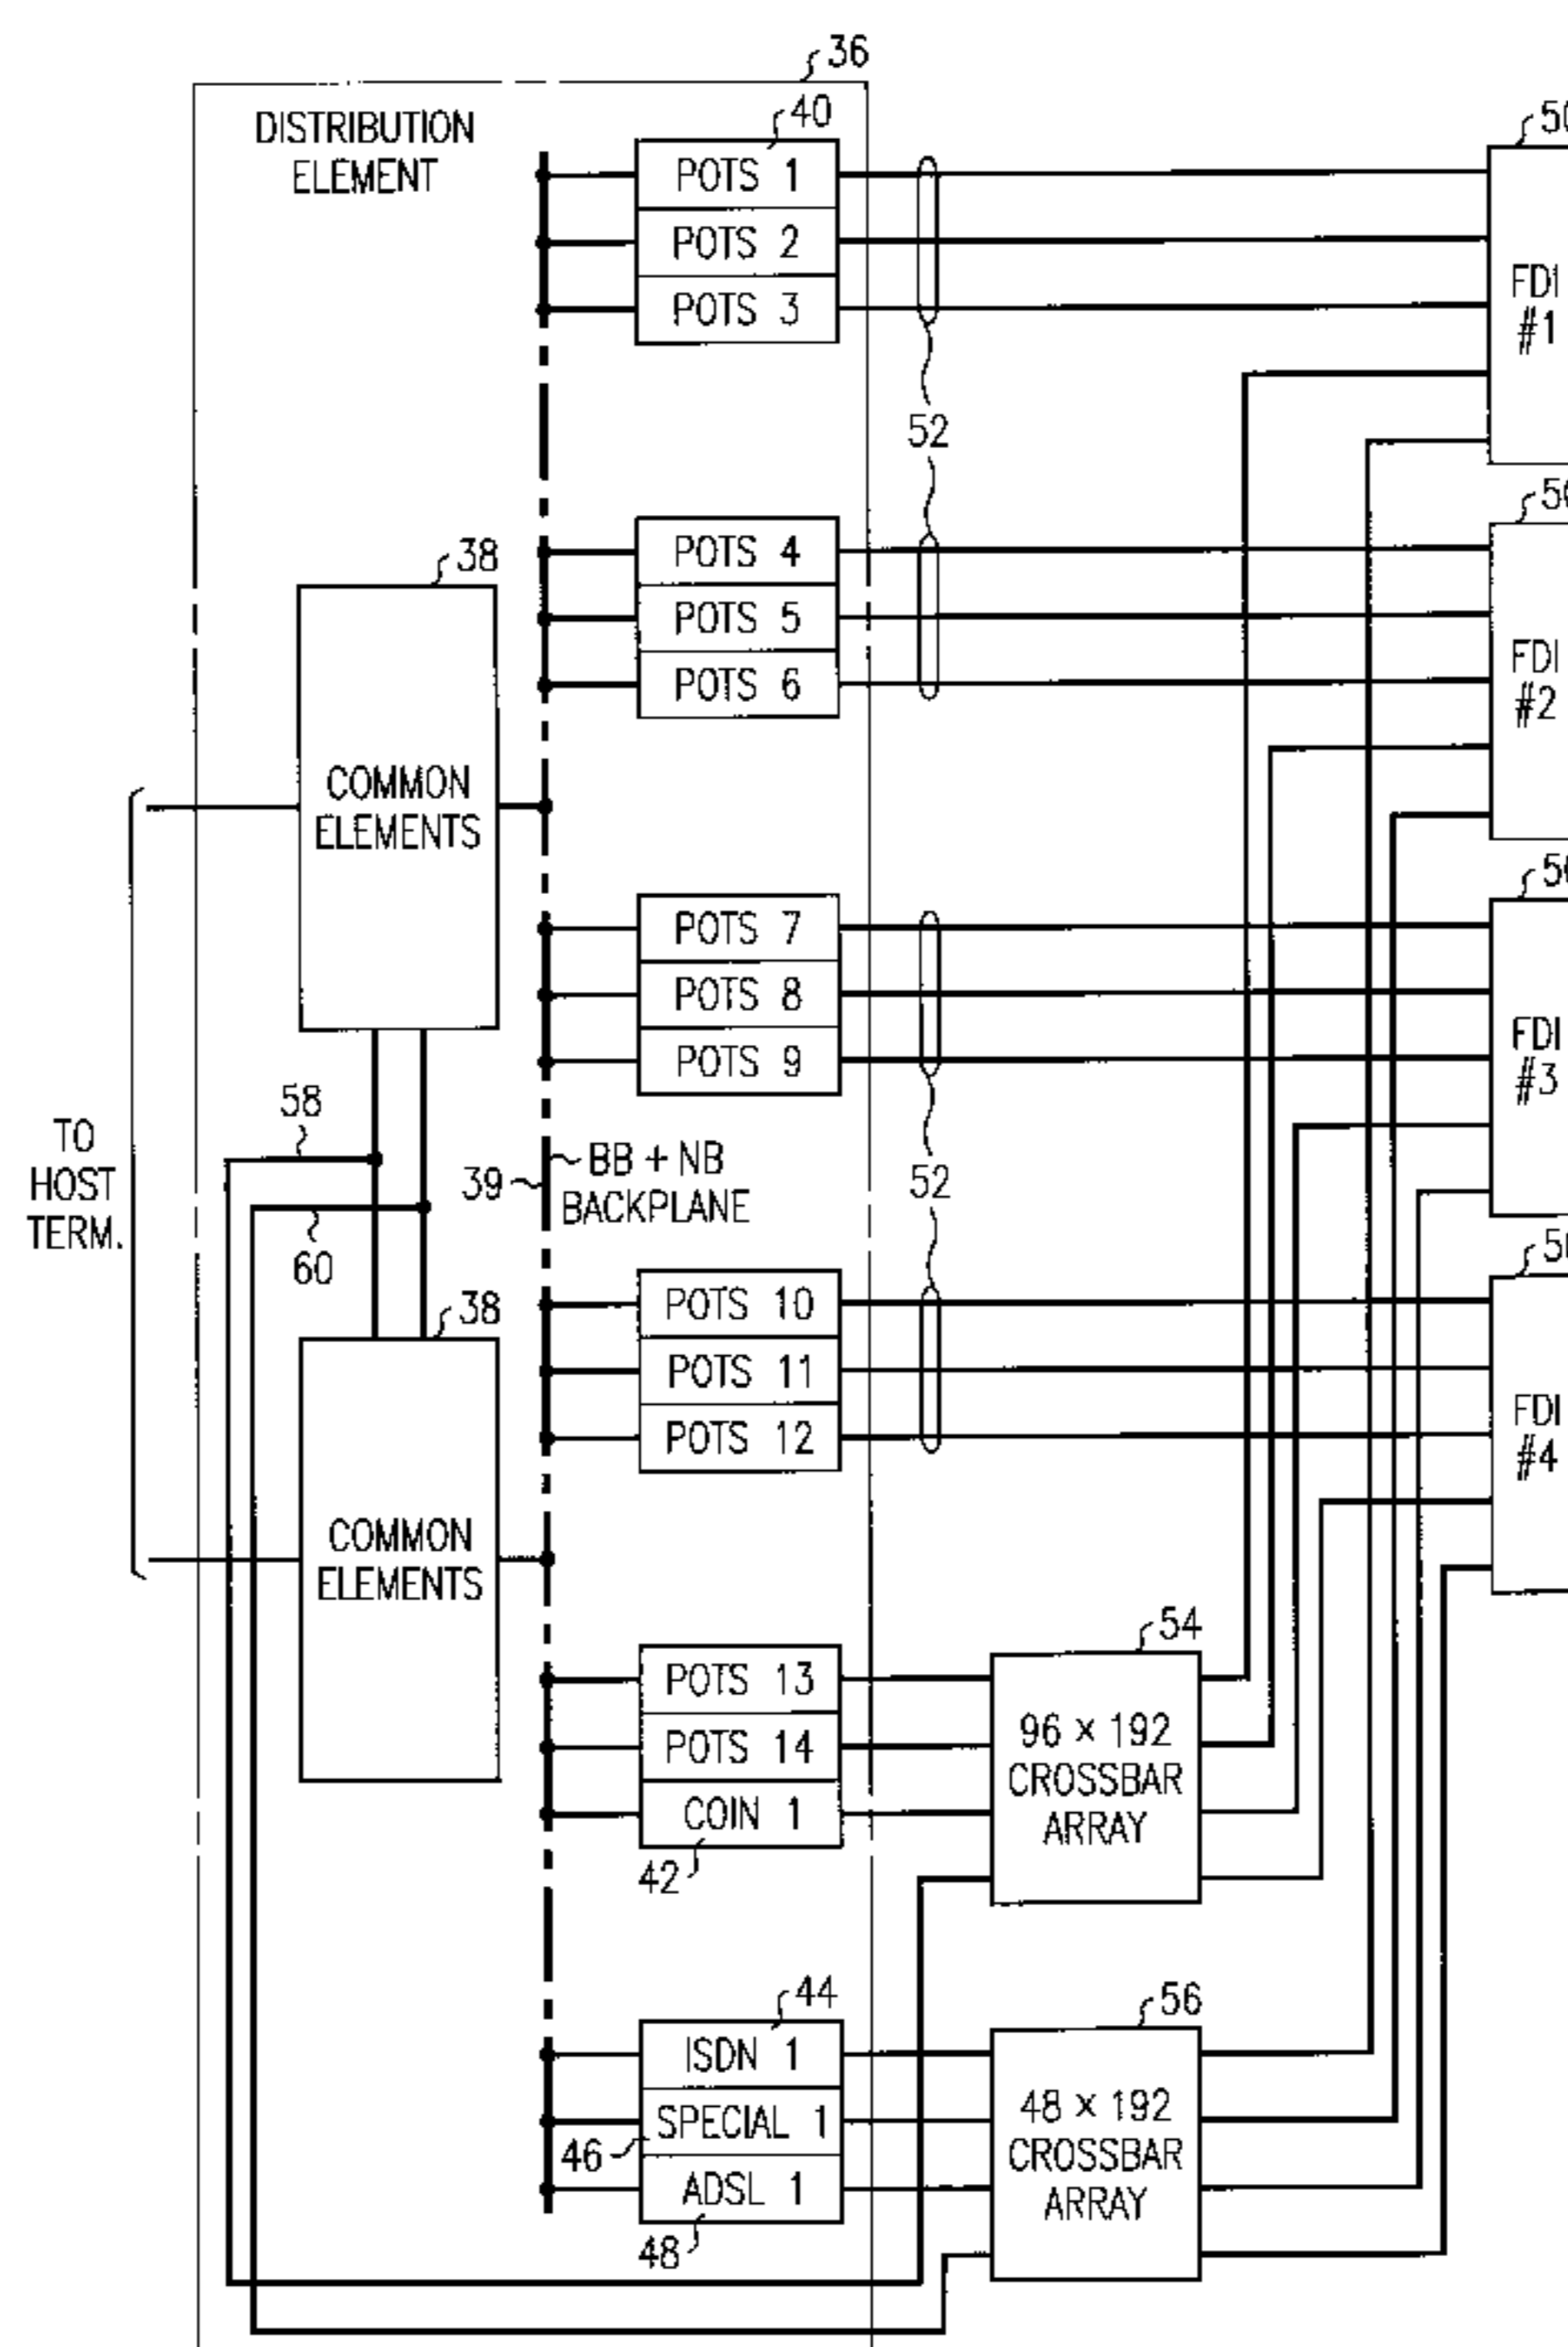 36
DISTRIBUTION
ELEMENT
40
POTS 1
POTS 2
POTS 3
52
50
FDI
#1
POTS 4
POTS 5
POTS 6
38
COMMON
ELEMENTS
FDI
#2
POTS 7
POTS 8
POTS 9
FDI
#3
TO
HOST
TERM.
58
60
39
BB + NB
BACKPLANE
52
38
COMMON
ELEMENTS
POTS 10
POTS 11
POTS 12
FDI
#4
POTS 13
POTS 14
COIN 1
42
54
96 × 192
CROSSBAR
ARRAY
44
ISDN 1
SPECIAL 1
46
ADSL 1
48
56
48 × 192
CROSSBAR
ARRAY